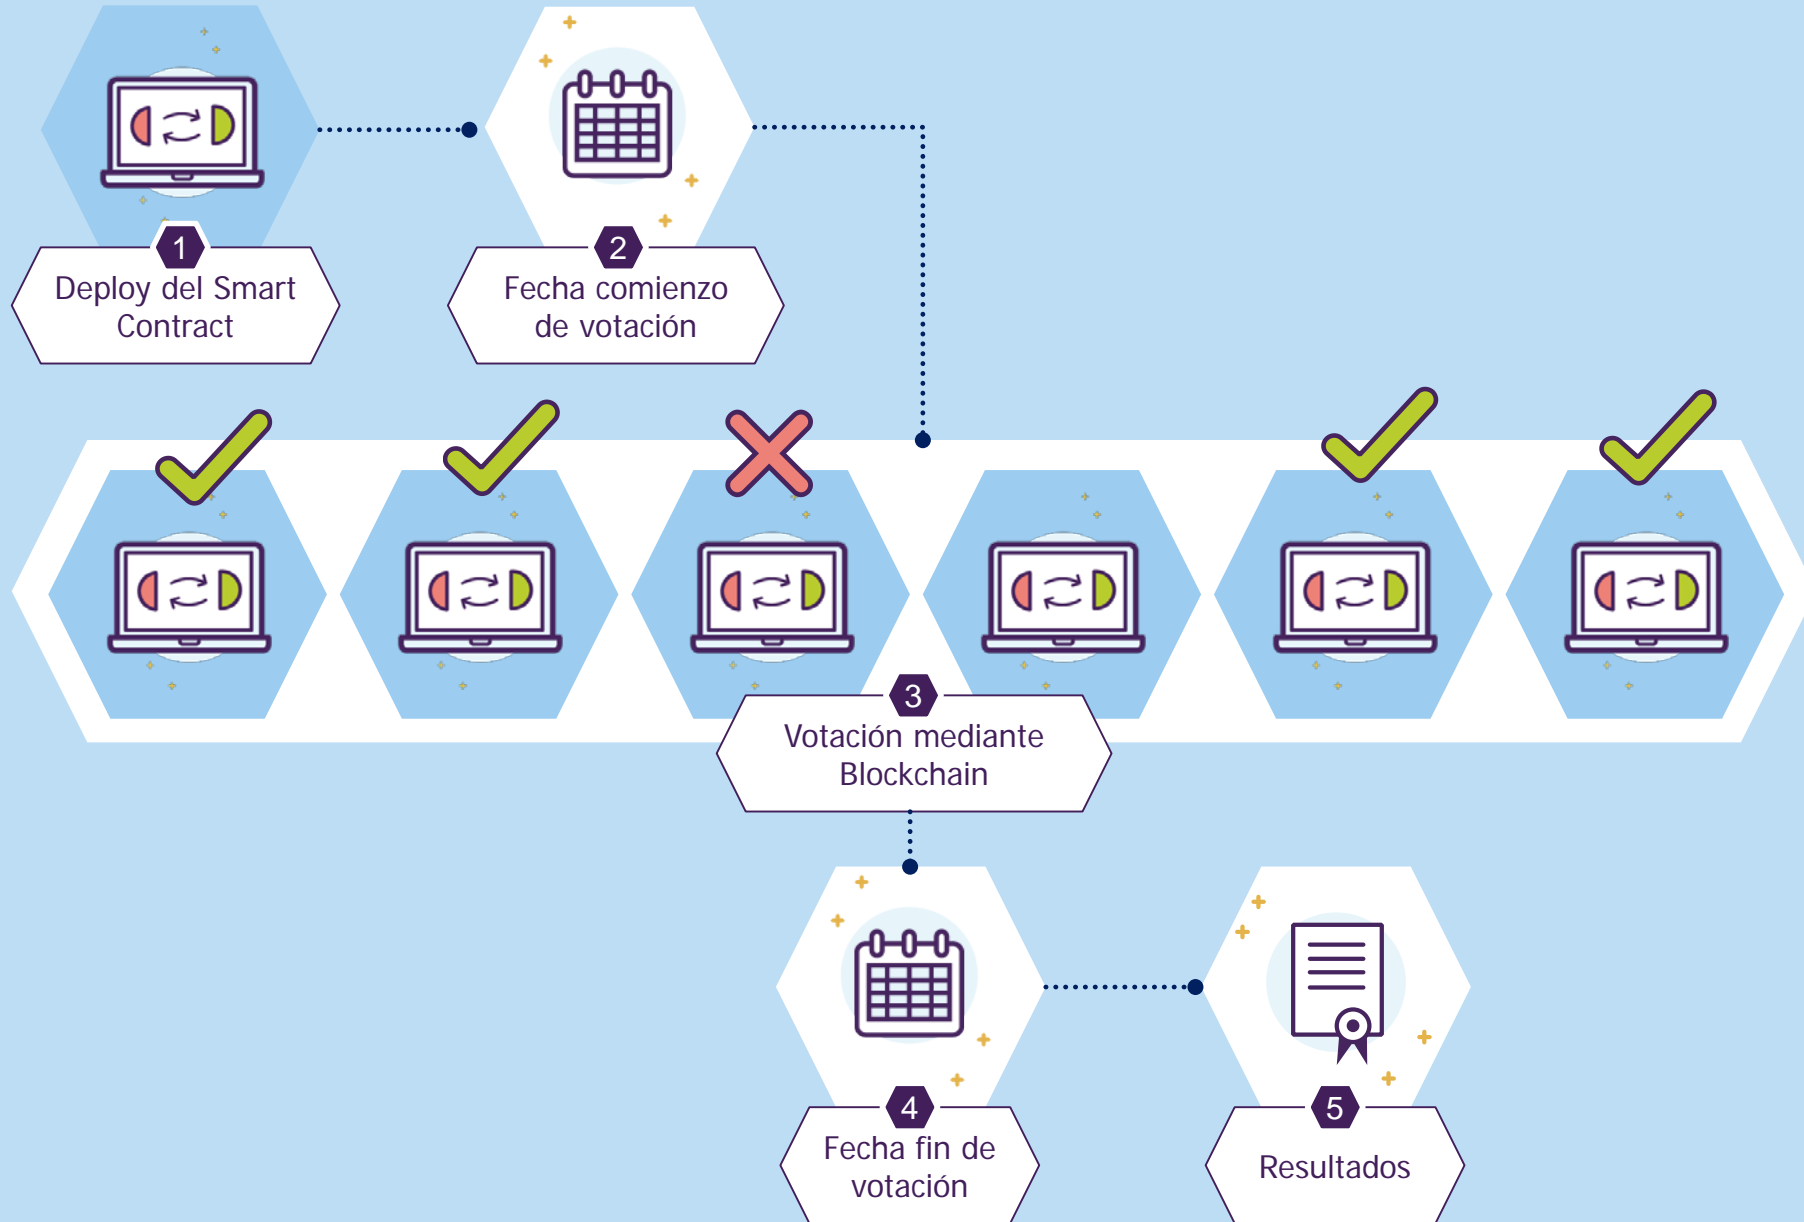 1
Deploy del Smart
Contract
2
Fecha comienzo
de votación
3
Votación mediante
Blockchain
4
Fecha fin de
votación
5
Resultados